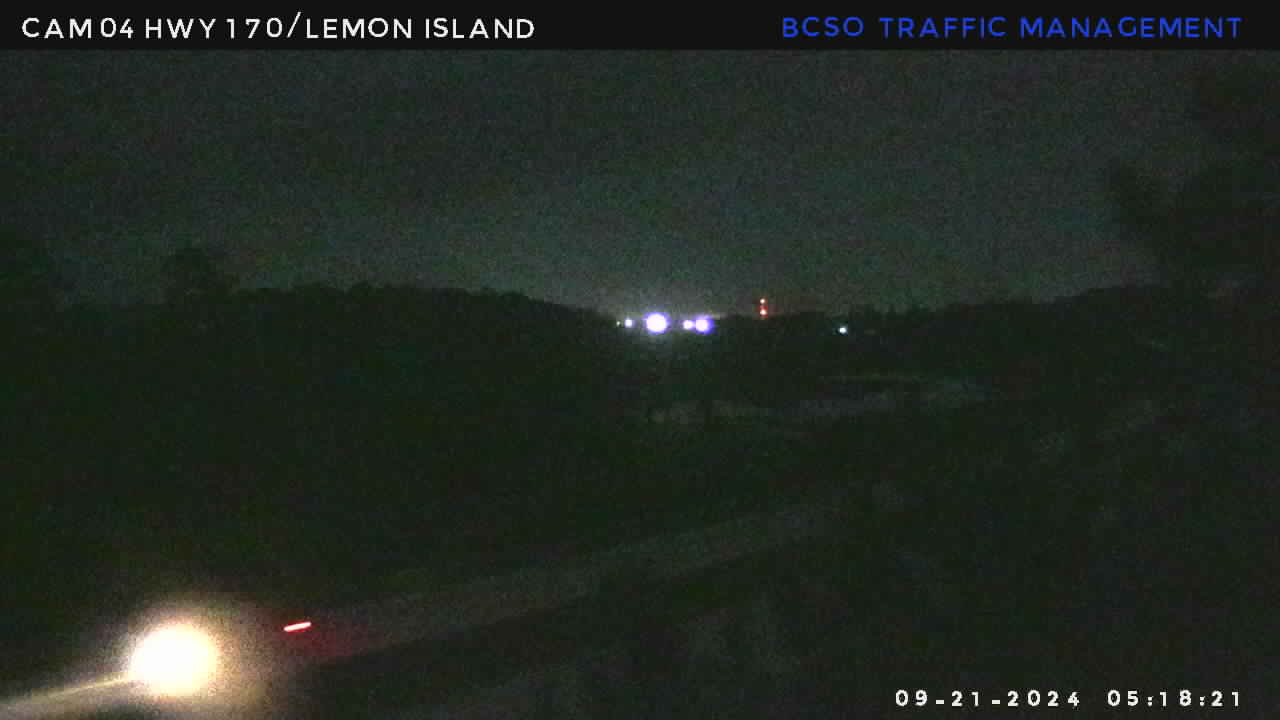 CAM04 HWY 170/LEMON ISLAND
BCSO TRAFFIC MANAGEMENT
09-21-2024 05:18:21